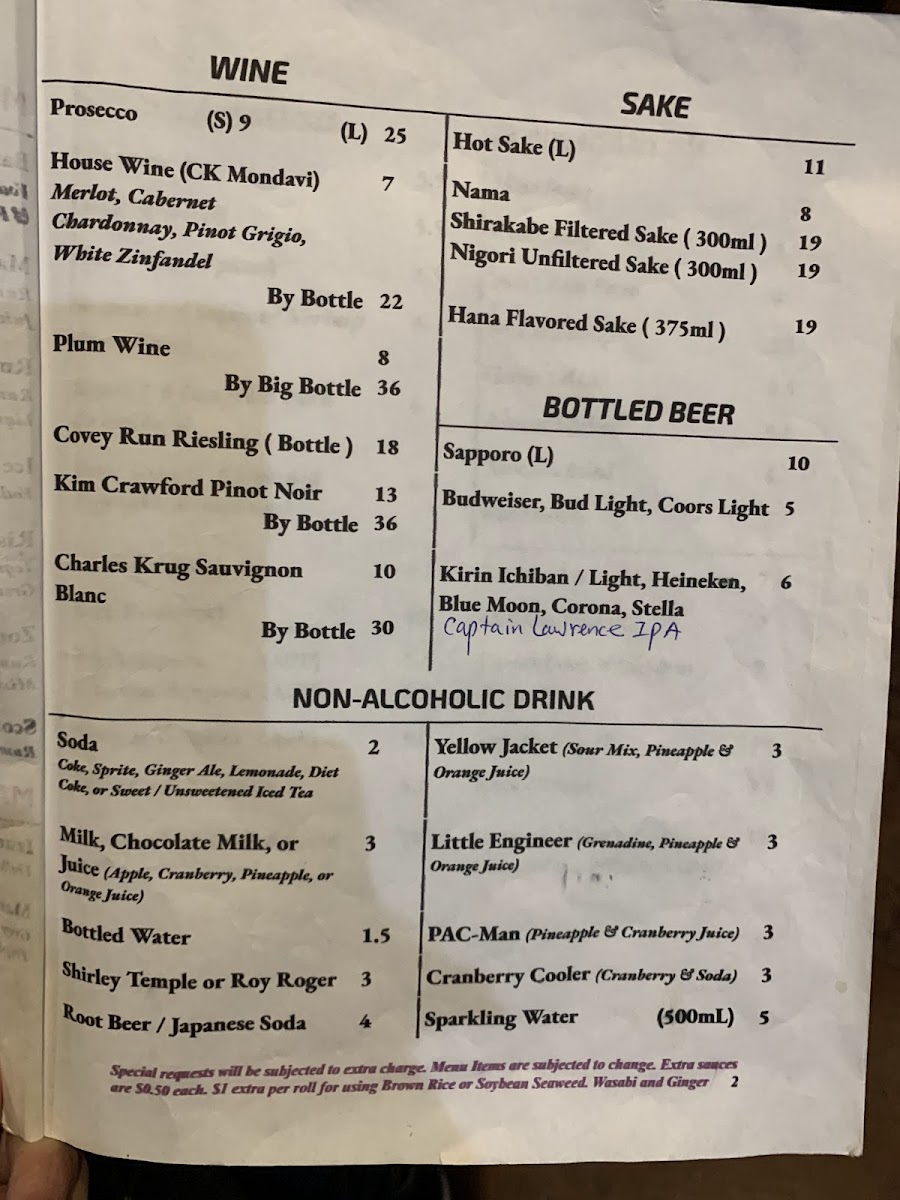 WINE
Prosecco (S) 9 (L) 25
House Wine (CK Mondavi) 7
Merlot, Cabernet
Chardonnay, Pinot Grigio,
White Zinfandel
By Bottle 22
Plum Wine 8
By Big Bottle 36
Covey Run Riesling ( Bottle ) 18
Kim Crawford Pinot Noir 13
By Bottle 36
Charles Krug Sauvignon 10
Blanc
By Bottle 30
SAKE
Hot Sake (L) 11
Nama 8
Shirakabe Filtered Sake ( 300ml ) 19
Nigori Unfiltered Sake ( 300ml ) 19
Hana Flavored Sake ( 375ml ) 19
BOTTLED BEER
Sapporo (L) 10
Budweiser, Bud Light, Coors Light 5
Kirin Ichiban / Light, Heineken, 6
Blue Moon, Corona, Stella
Captain Lawrence IPA
NON-ALCOHOLIC DRINK
Soda 2
Coke, Sprite, Ginger Ale, Lemonade, Diet
Coke, or Sweet / Unsweetened Iced Tea
Milk, Chocolate Milk, or 3
Juice (Apple, Cranberry, Pineapple, or
Orange Juice)
Bottled Water 1.5
Shirley Temple or Roy Roger 3
Root Beer / Japanese Soda 4
Yellow Jacket (Sour Mix, Pineapple & 3
Orange Juice)
Little Engineer (Grenadine, Pineapple & 3
Orange Juice)
PAC-Man (Pineapple & Cranberry Juice) 3
Cranberry Cooler (Cranberry & Soda) 3
Sparkling Water (500mL) 5
Special requests will be subjected to extra charge. Menu Items are subjected to change. Extra sauces
are $0.50 each. $1 extra per roll for using Brown Rice or Soybean Seaweed. Wasabi and Ginger 2